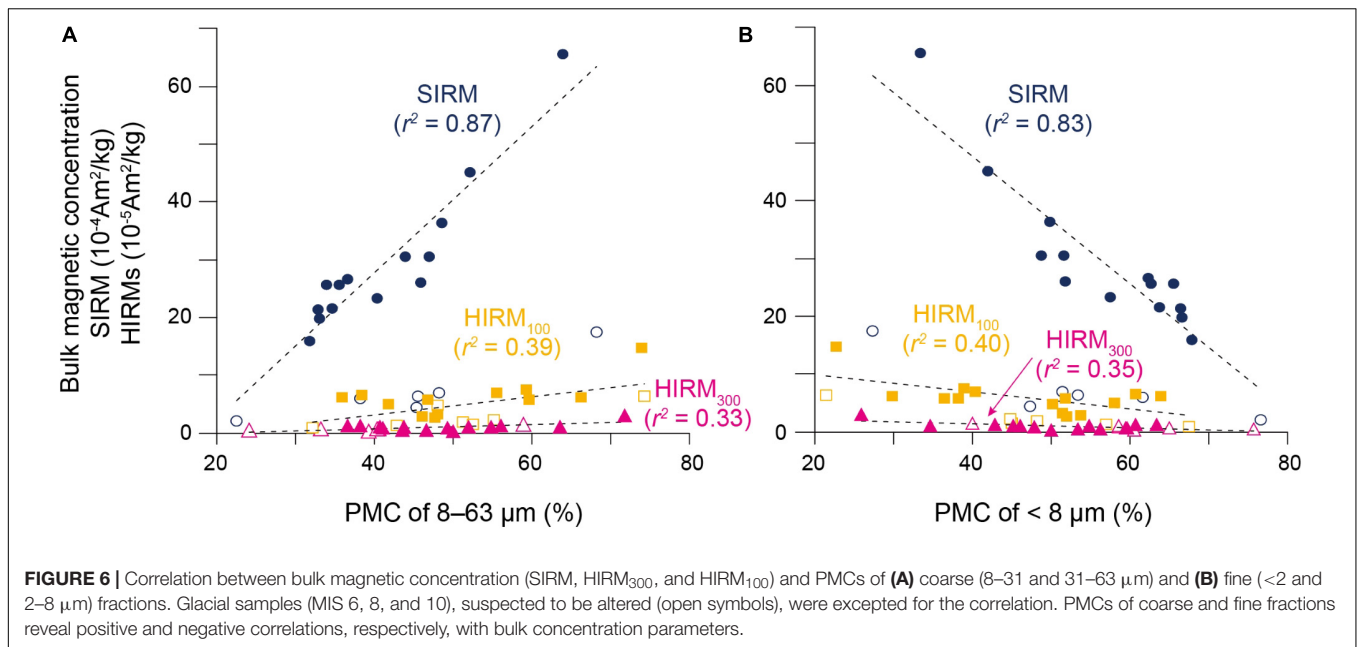 A
Bulk magnetic concentration
SIRM (10⁻⁴Am²/kg)
HIRMs (10⁻⁵Am²/kg)
60
40
20
0
SIRM
(r² = 0.87)
HIRM₁₀₀
(r² = 0.39)
HIRM₃₀₀
(r² = 0.33)
20
40
60
80
PMC of 8–63 μm (%)
B
60
40
20
0
SIRM
(r² = 0.83)
HIRM₁₀₀
(r² = 0.40)
HIRM₃₀₀
(r² = 0.35)
20
40
60
80
PMC of < 8 μm (%)
FIGURE 6 | Correlation between bulk magnetic concentration (SIRM, HIRM₃₀₀, and HIRM₁₀₀) and PMCs of (A) coarse (8–31 and 31–63 μm) and (B) fine (<2 and
2–8 μm) fractions. Glacial samples (MIS 6, 8, and 10), suspected to be altered (open symbols), were excepted for the correlation. PMCs of coarse and fine fractions
reveal positive and negative correlations, respectively, with bulk concentration parameters.